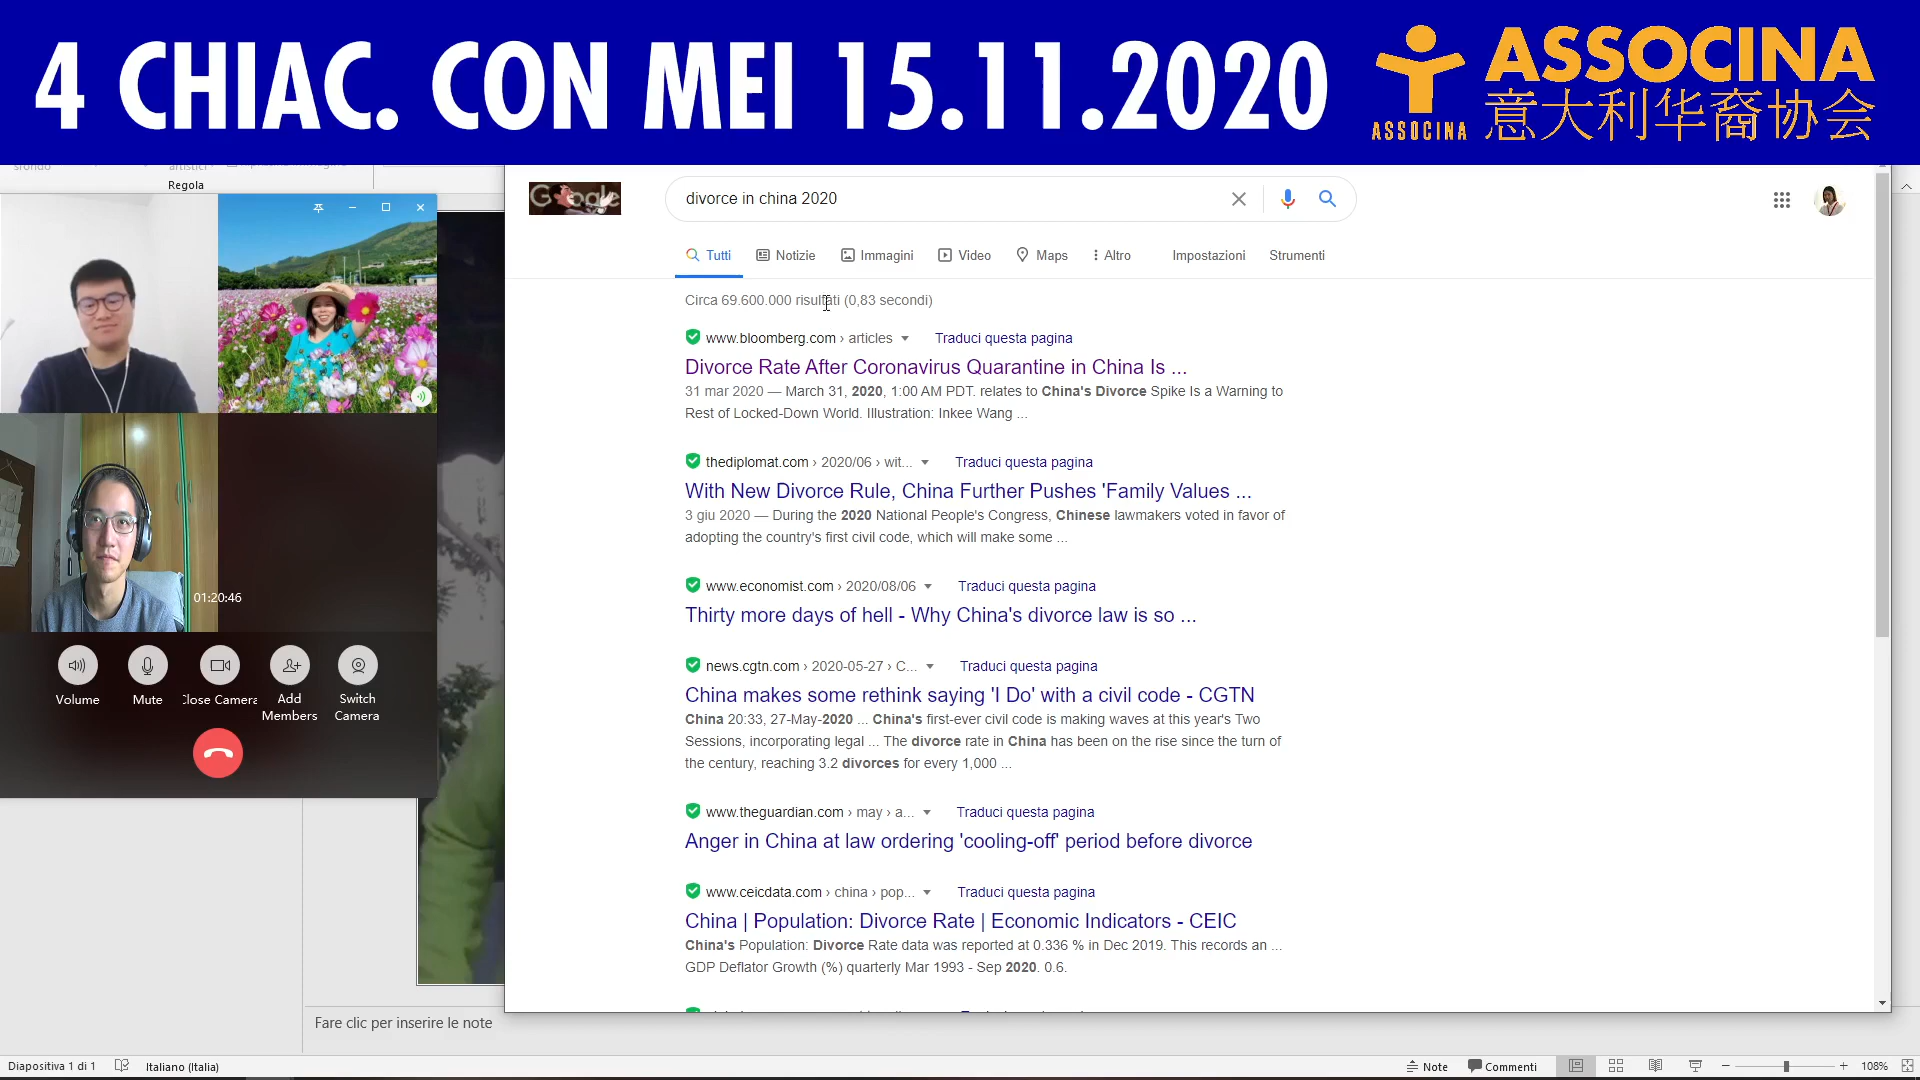 4 CHIAC. CON MEI 15.11.2020
ASSOCINA
ASSOCINA
意大利华裔协会
Regola
Google
divorce in china 2020
Tutti
Notizie
Immagini
Video
Maps
Altro
Impostazioni
Strumenti
Circa 69.600.000 risultati (0,83 secondi)
www.bloomberg.com › articles
Traduci questa pagina
Divorce Rate After Coronavirus Quarantine in China Is ...
31 mar 2020 — March 31, 2020, 1:00 AM PDT. relates to China's Divorce Spike Is a Warning to
Rest of Locked-Down World. Illustration: Inkee Wang ...
thediplomat.com › 2020/06 › wit...
Traduci questa pagina
With New Divorce Rule, China Further Pushes 'Family Values ...
3 giu 2020 — During the 2020 National People's Congress, Chinese lawmakers voted in favor of
adopting the country's first civil code, which will make some ...
www.economist.com › 2020/08/06
Traduci questa pagina
Thirty more days of hell - Why China's divorce law is so ...
news.cgtn.com › 2020-05-27 › C...
Traduci questa pagina
China makes some rethink saying 'I Do' with a civil code - CGTN
China 20:33, 27-May-2020 ... China's first-ever civil code is making waves at this year's Two
Sessions, incorporating legal ... The divorce rate in China has been on the rise since the turn of
the century, reaching 3.2 divorces for every 1,000 ...
www.theguardian.com › may › a...
Traduci questa pagina
Anger in China at law ordering 'cooling-off' period before divorce
www.ceicdata.com › china › pop...
Traduci questa pagina
China | Population: Divorce Rate | Economic Indicators - CEIC
China's Population: Divorce Rate data was reported at 0.336 % in Dec 2019. This records an ...
GDP Deflator Growth (%) quarterly Mar 1993 - Sep 2020. 0.6.
01:20:46
Volume
Mute
Close Camera
Add
Members
Switch
Camera
Fare clic per inserire le note
Diapositiva 1 di 1
Italiano (Italia)
Note
Commenti
108%